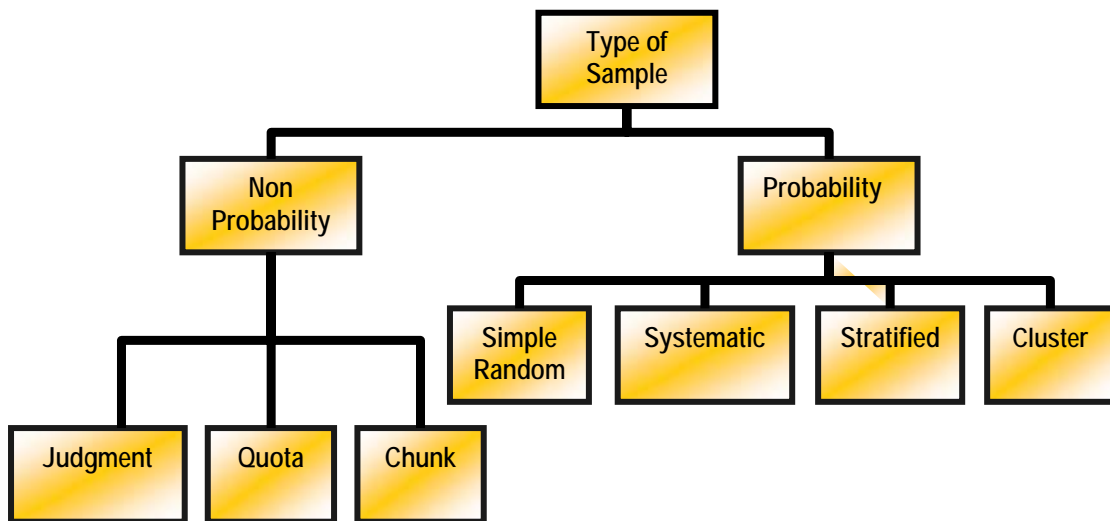 Type of
Sample
Non
Probability
Probability
Simple
Random
Systematic
Stratified
Cluster
Judgment
Quota
Chunk